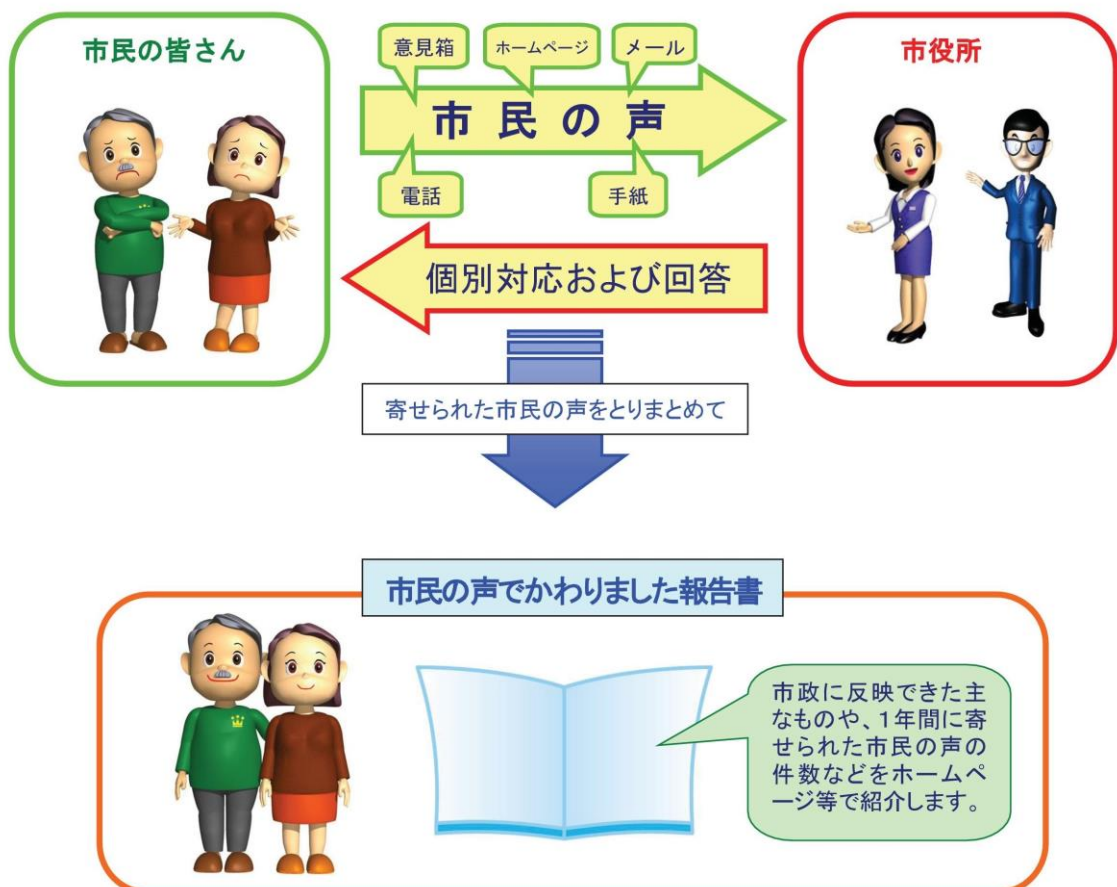 市民の皆さん
意見箱
ホームページ
メール
市民の声
電話
手紙
市役所
個別対応および回答
寄せられた市民の声をとりまとめて
市民の声でかわりました報告書
市政に反映できた主
なものや、1年間に寄
せられた市民の声の
件数などをホームペ
ージ等で紹介します。